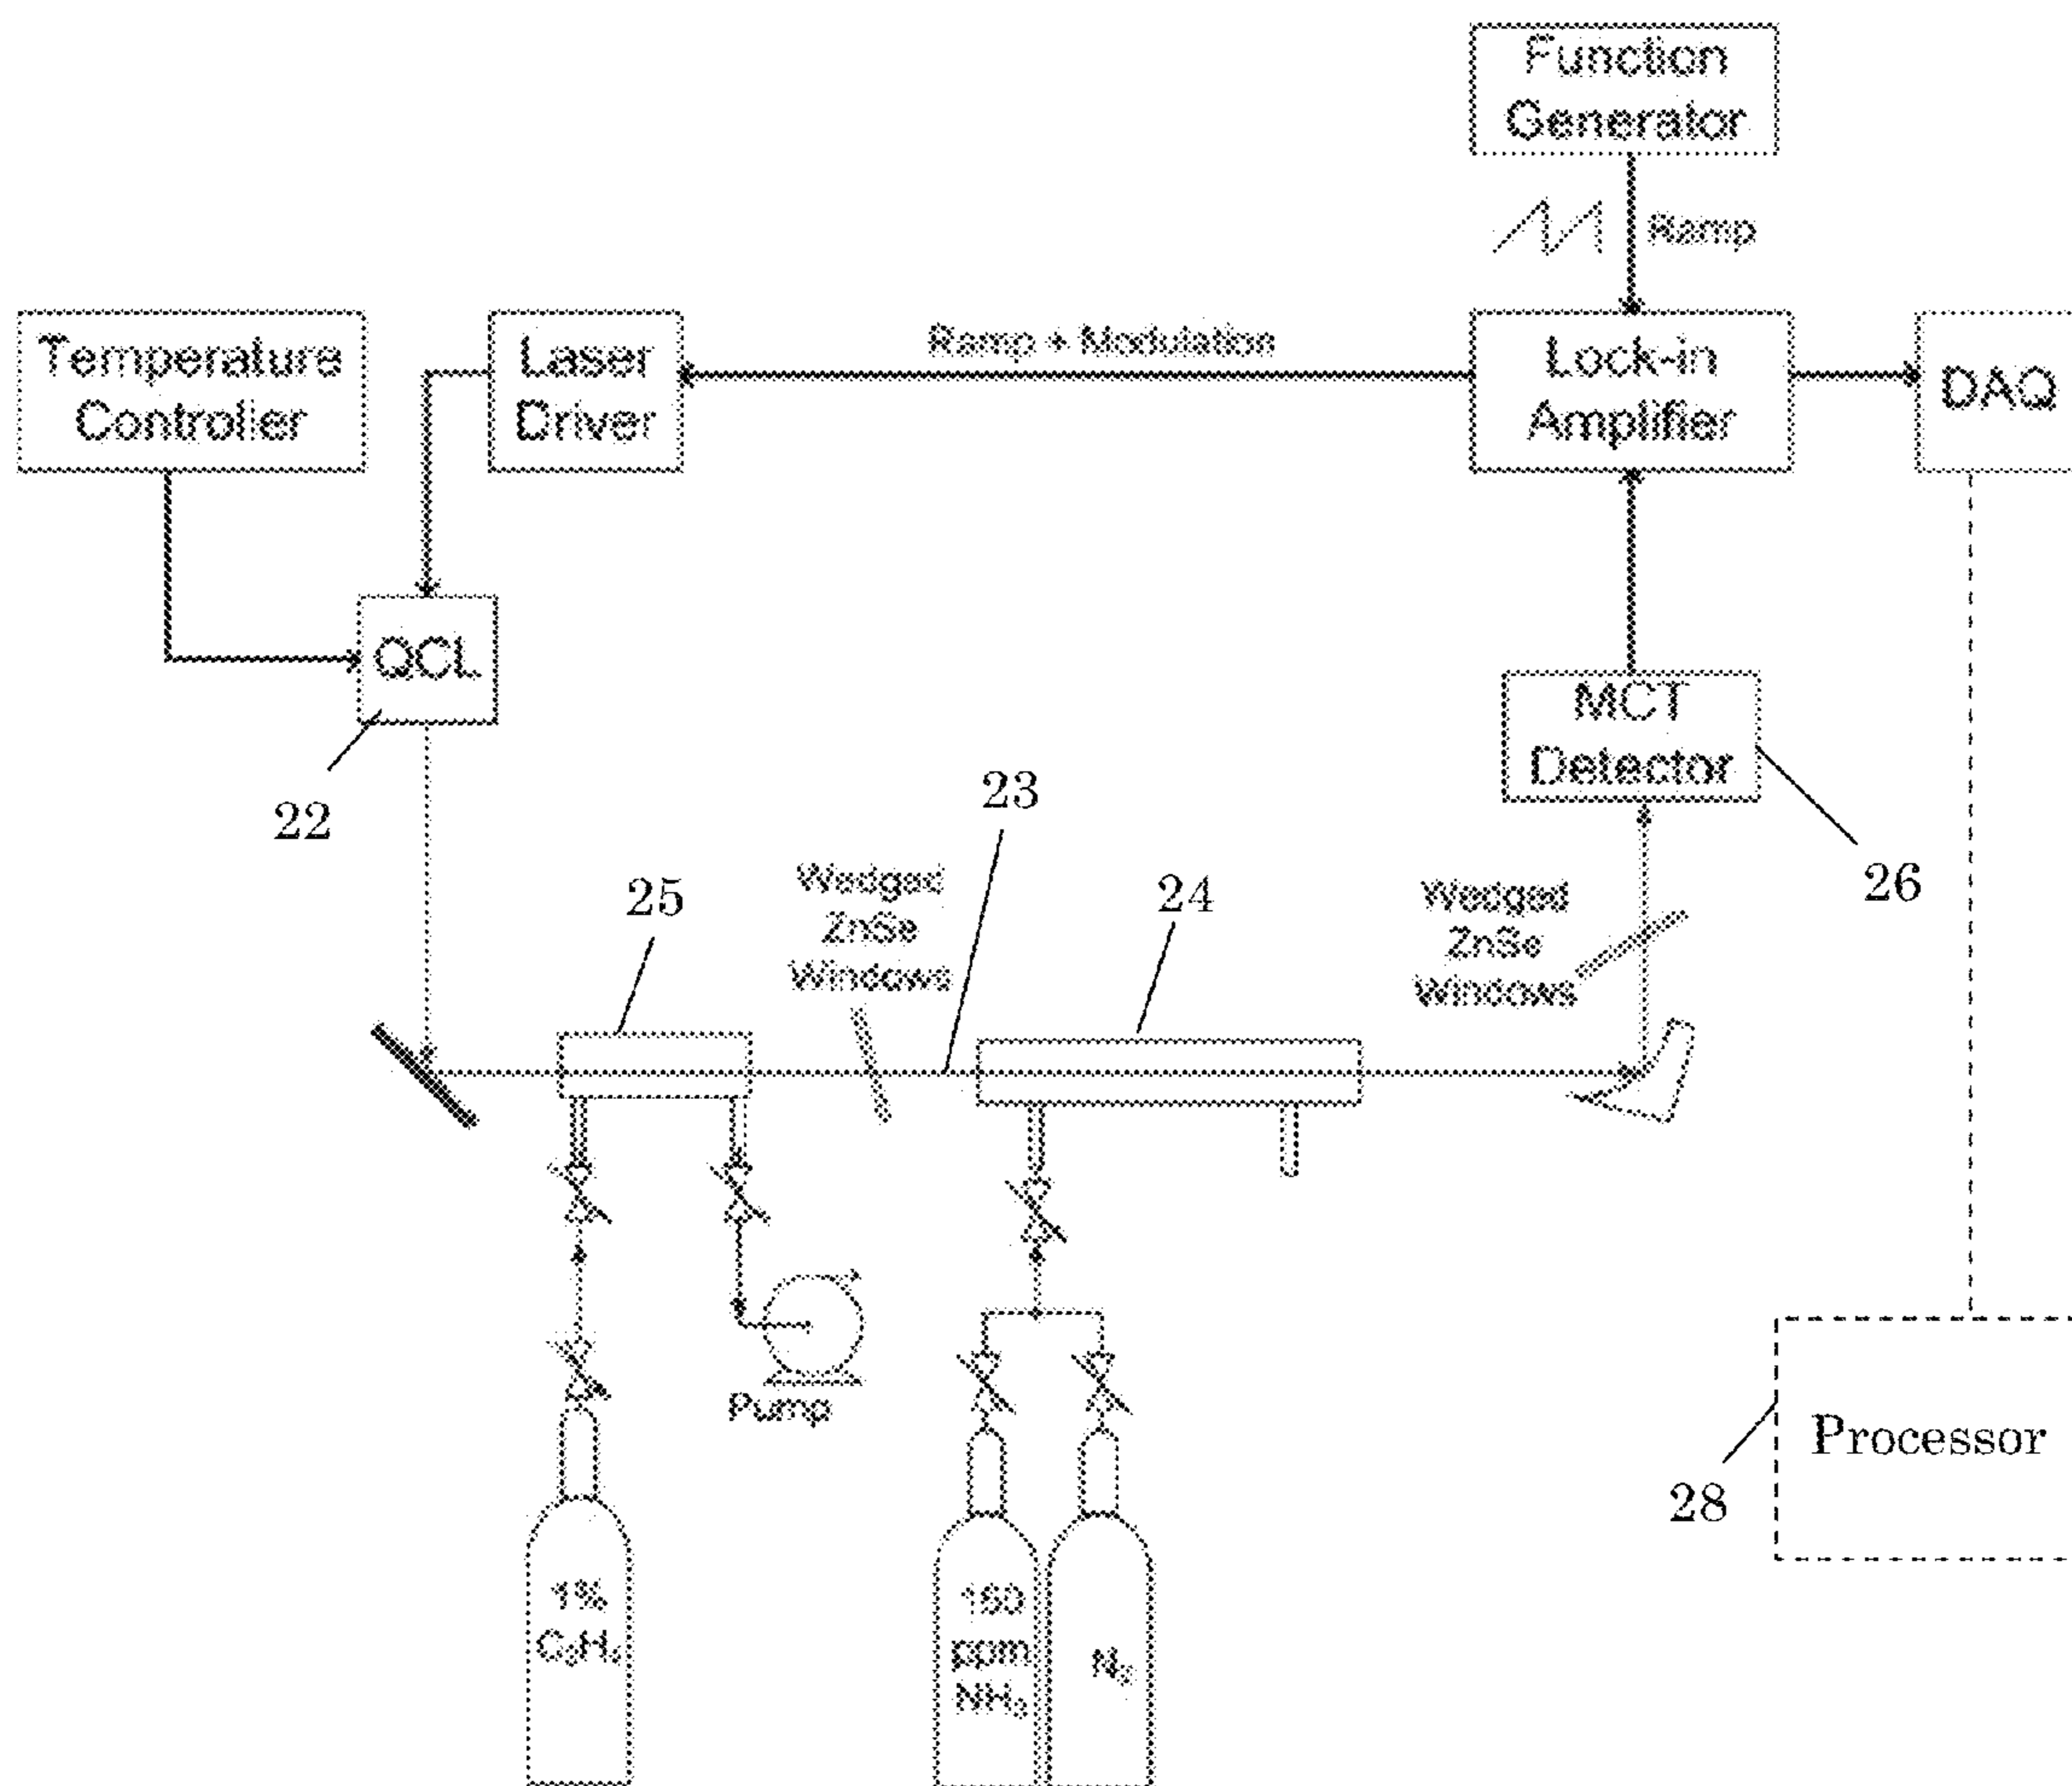 Function
Generator
Ramp
Temperature
Controller
Laser
Driver
Ramp + Modulation
Lock-in
Amplifier
DAQ
QCL
22
MCT
Detector
26
23
25
Wedged
ZnSe
Windows
24
Wedged
ZnSe
Windows
Pump
Processor
28
1%
C₂H₄
150
ppm
NH₃
N₂